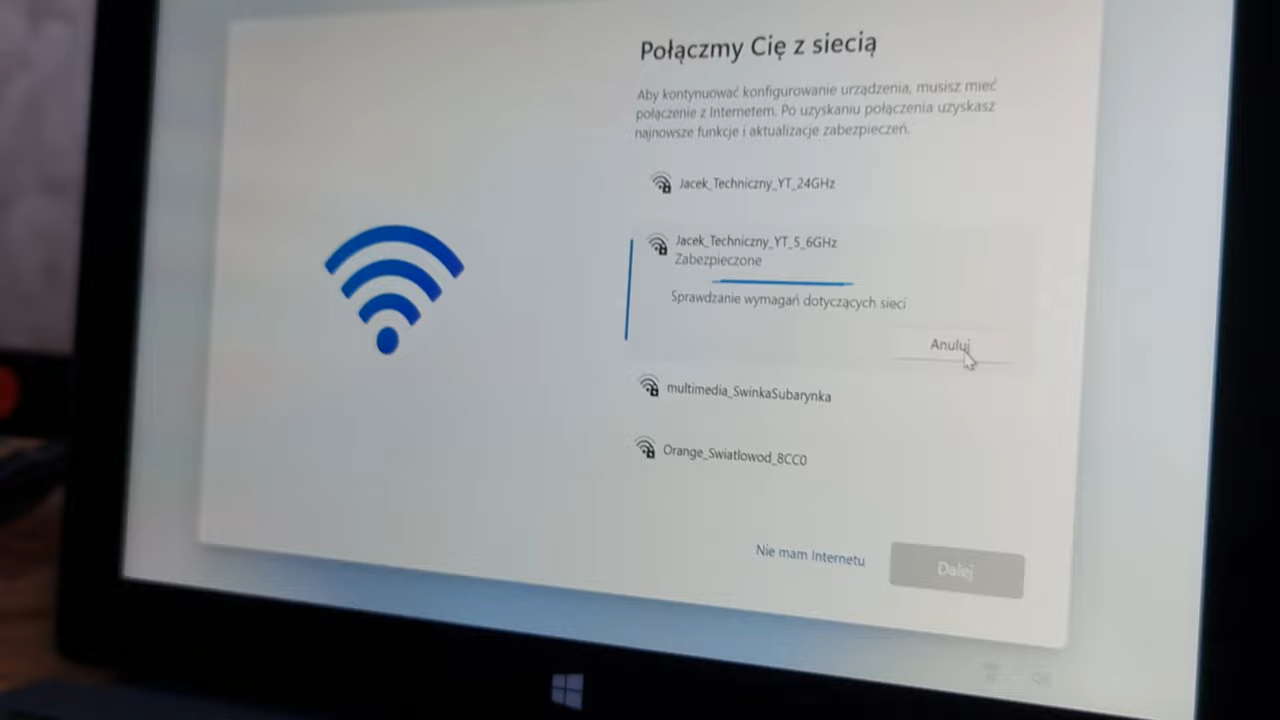 Połączmy Cię z siecią
Aby kontynuować konfigurowanie urządzenia, musisz mieć
połączenie z Internetem. Po uzyskaniu połączenia uzyskasz
najnowsze funkcje i aktualizacje zabezpieczeń.
Jacek_Techniczny_YT_24GHz
Jacek_Techniczny_YT_5_6GHz
Zabezpieczone
Sprawdzanie wymagań dotyczących sieci
Anuluj
multimedia_SwinkaSubarynka
Orange_Swiatlowod_8CC0
Nie mam Internetu
Dalej